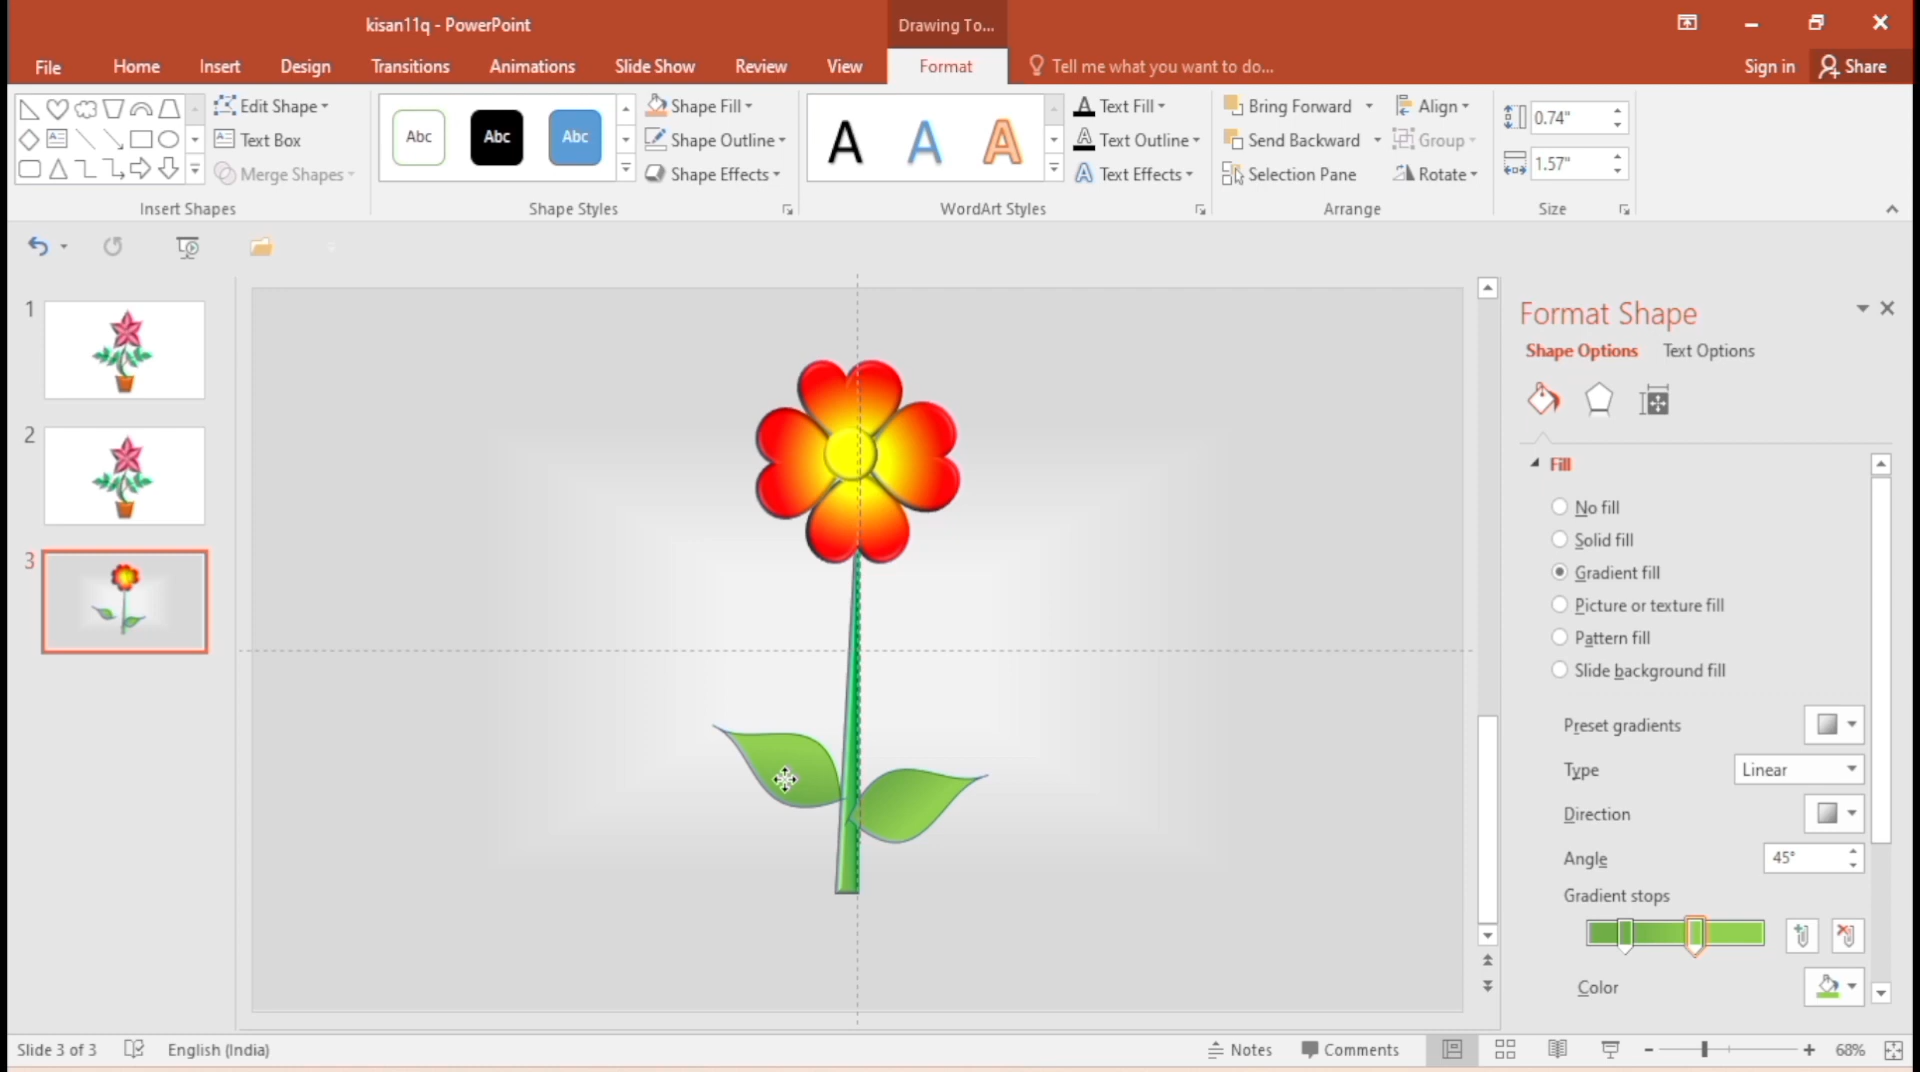 kisan11q - PowerPoint
Drawing To...
File Home Insert Design Transitions Animations Slide Show Review View Format Tell me what you want to do... Sign in Share
Edit Shape
Text Box
Merge Shapes
Insert Shapes
Abc Abc Abc
Shape Fill
Shape Outline
Shape Effects
Shape Styles
A A A
Text Fill
Text Outline
Text Effects
WordArt Styles
Bring Forward
Send Backward
Selection Pane
Align
Group
Rotate
Arrange
0.74"
1.57"
Size
1
2
3
Format Shape
Shape Options Text Options
Fill
No fill
Solid fill
Gradient fill
Picture or texture fill
Pattern fill
Slide background fill
Preset gradients
Type Linear
Direction
Angle 45°
Gradient stops
Color
Slide 3 of 3 English (India) Notes Comments 68%